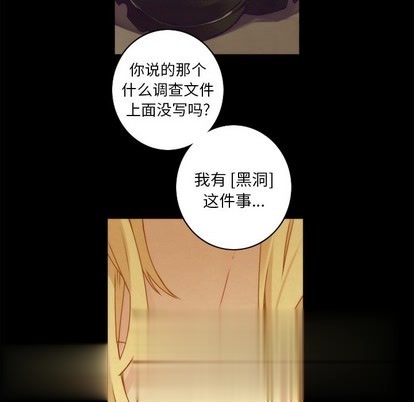 你说的那个
什么调查文件
上面没写吗?
我有 [黑洞]
这件事...